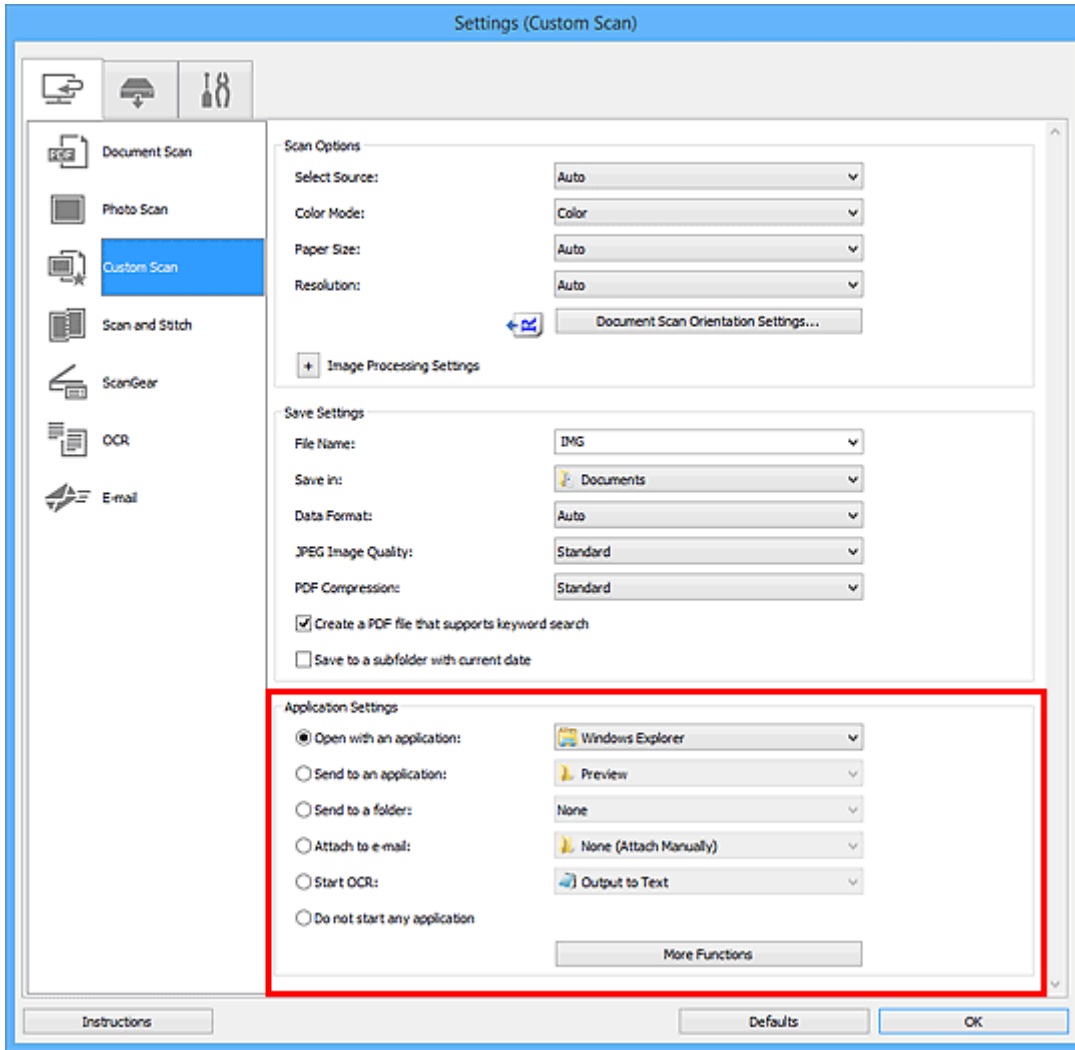 Settings (Custom Scan)
Document Scan
Photo Scan
Custom Scan
Scan and Stitch
ScanGear
OCR
E-mail
Scan Options
Select Source: Auto
Color Mode: Color
Paper Size: Auto
Resolution: Auto
Document Scan Orientation Settings...
+ Image Processing Settings
Save Settings
File Name: IMG
Save in: Documents
Data Format: Auto
JPEG Image Quality: Standard
PDF Compression: Standard
Create a PDF file that supports keyword search
Save to a subfolder with current date
Application Settings
Open with an application: Windows Explorer
Send to an application: Preview
Send to a folder: None
Attach to e-mail: None (Attach Manually)
Start OCR: Output to Text
Do not start any application
More Functions
Instructions Defaults OK